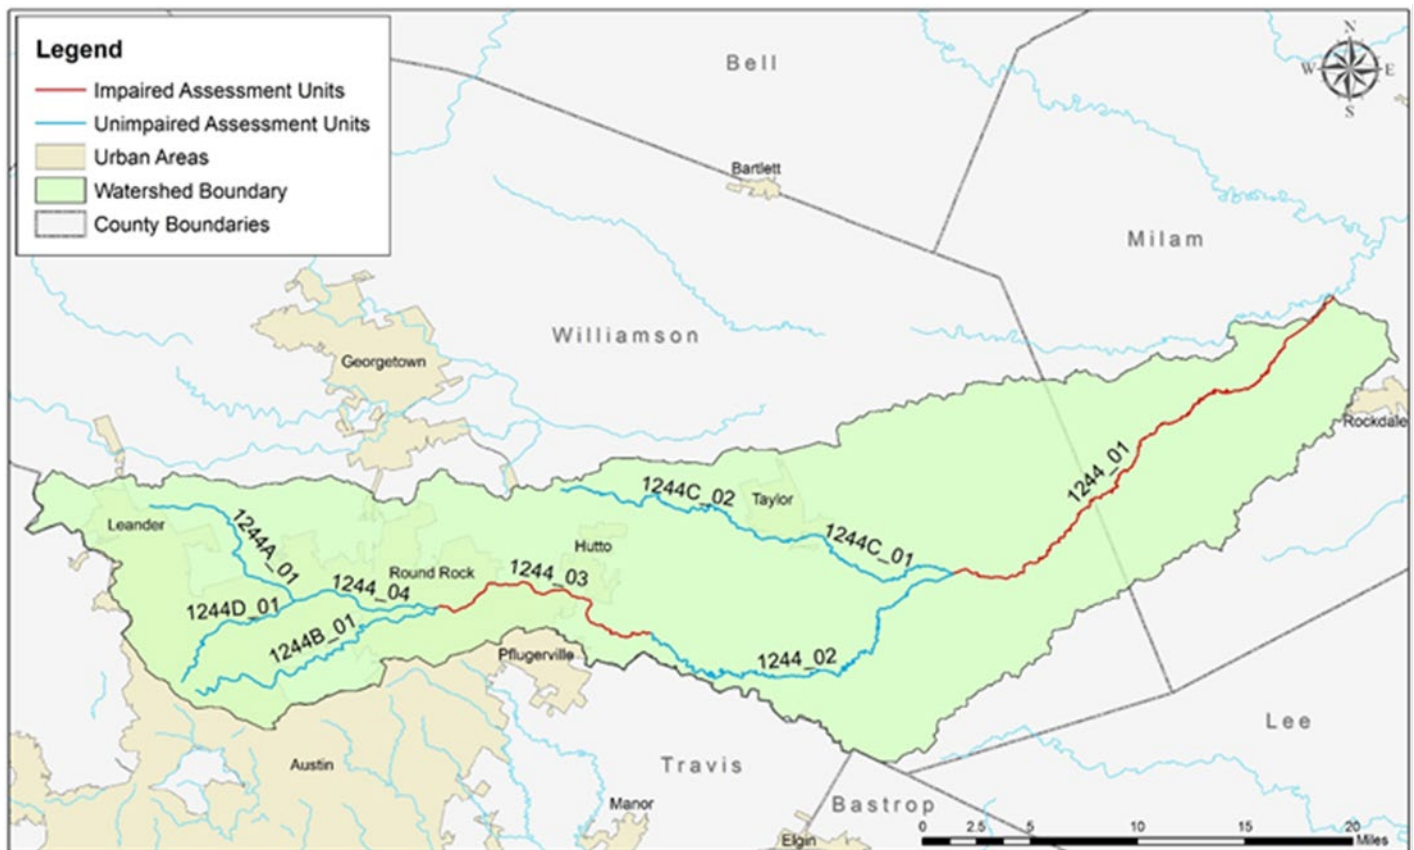 Legend
Impaired Assessment Units
Unimpaired Assessment Units
Urban Areas
Watershed Boundary
County Boundaries
N
W E
S
Bell
Bartlett
Milam
Williamson
Georgetown
Rockdale
1244_01
1244C_02
Taylor
Leander
1244A_01
Hutto
1244C_01
Round Rock
1244_03
1244_04
1244D_01
1244B_01
Pflugerville
1244_02
Lee
Austin
Travis
Manor
Bastrop
Elgin
0 2.5 5 10 15 20
Miles